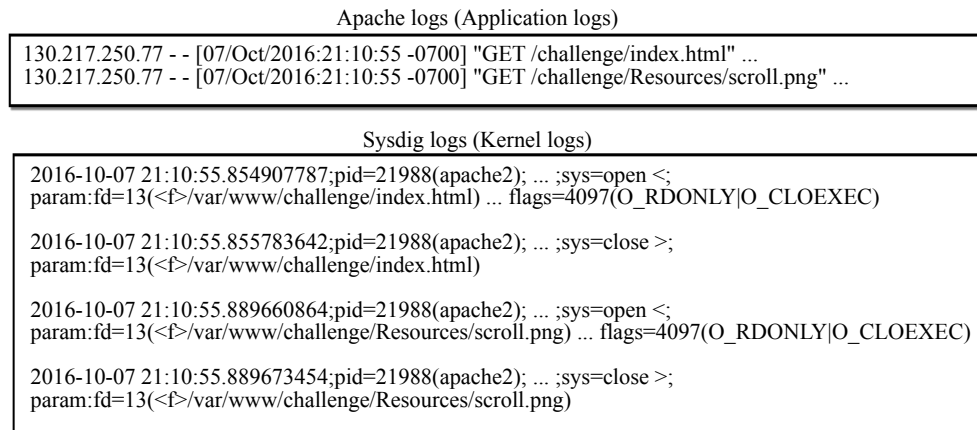 Apache logs (Application logs)
130.217.250.77 - - [07/Oct/2016:21:10:55 -0700] "GET /challenge/index.html" ...
130.217.250.77 - - [07/Oct/2016:21:10:55 -0700] "GET /challenge/Resources/scroll.png" ...
Sysdig logs (Kernel logs)
2016-10-07 21:10:55.854907787;pid=21988(apache2); ... ;sys=open <;
param:fd=13(<f>/var/www/challenge/index.html) ... flags=4097(O_RDONLY|O_CLOEXEC)
2016-10-07 21:10:55.855783642;pid=21988(apache2); ... ;sys=close >;
param:fd=13(<f>/var/www/challenge/index.html)
2016-10-07 21:10:55.889660864;pid=21988(apache2); ... ;sys=open <;
param:fd=13(<f>/var/www/challenge/Resources/scroll.png) ... flags=4097(O_RDONLY|O_CLOEXEC)
2016-10-07 21:10:55.889673454;pid=21988(apache2); ... ;sys=close >;
param:fd=13(<f>/var/www/challenge/Resources/scroll.png)